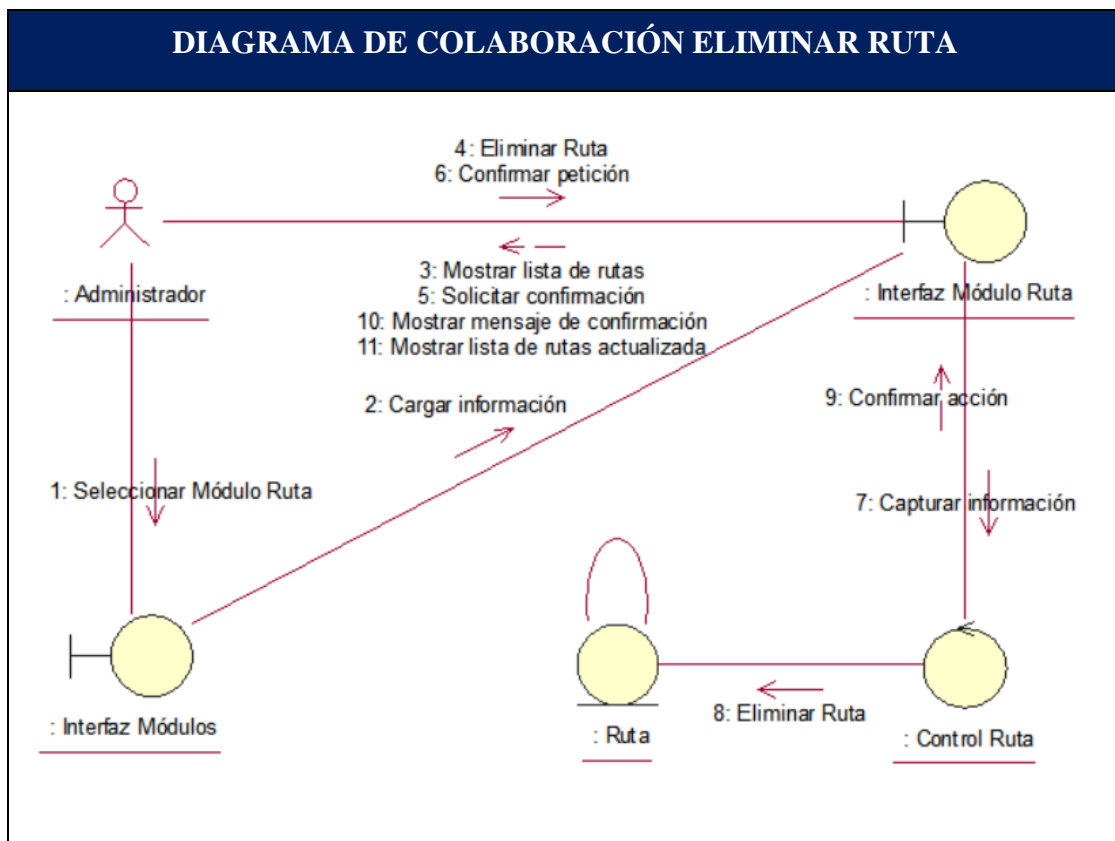 DIAGRAMA DE COLABORACIÓN ELIMINAR RUTA
4: Eliminar Ruta
6: Confirmar petición
: Administrador
3: Mostrar lista de rutas
5: Solicitar confirmación
10: Mostrar mensaje de confirmación
11: Mostrar lista de rutas actualizada
: Interfaz Módulo Ruta
2: Cargar información
9: Confirmar acción
1: Seleccionar Módulo Ruta
7: Capturar información
: Interfaz Módulos
: Ruta
8: Eliminar Ruta
: Control Ruta